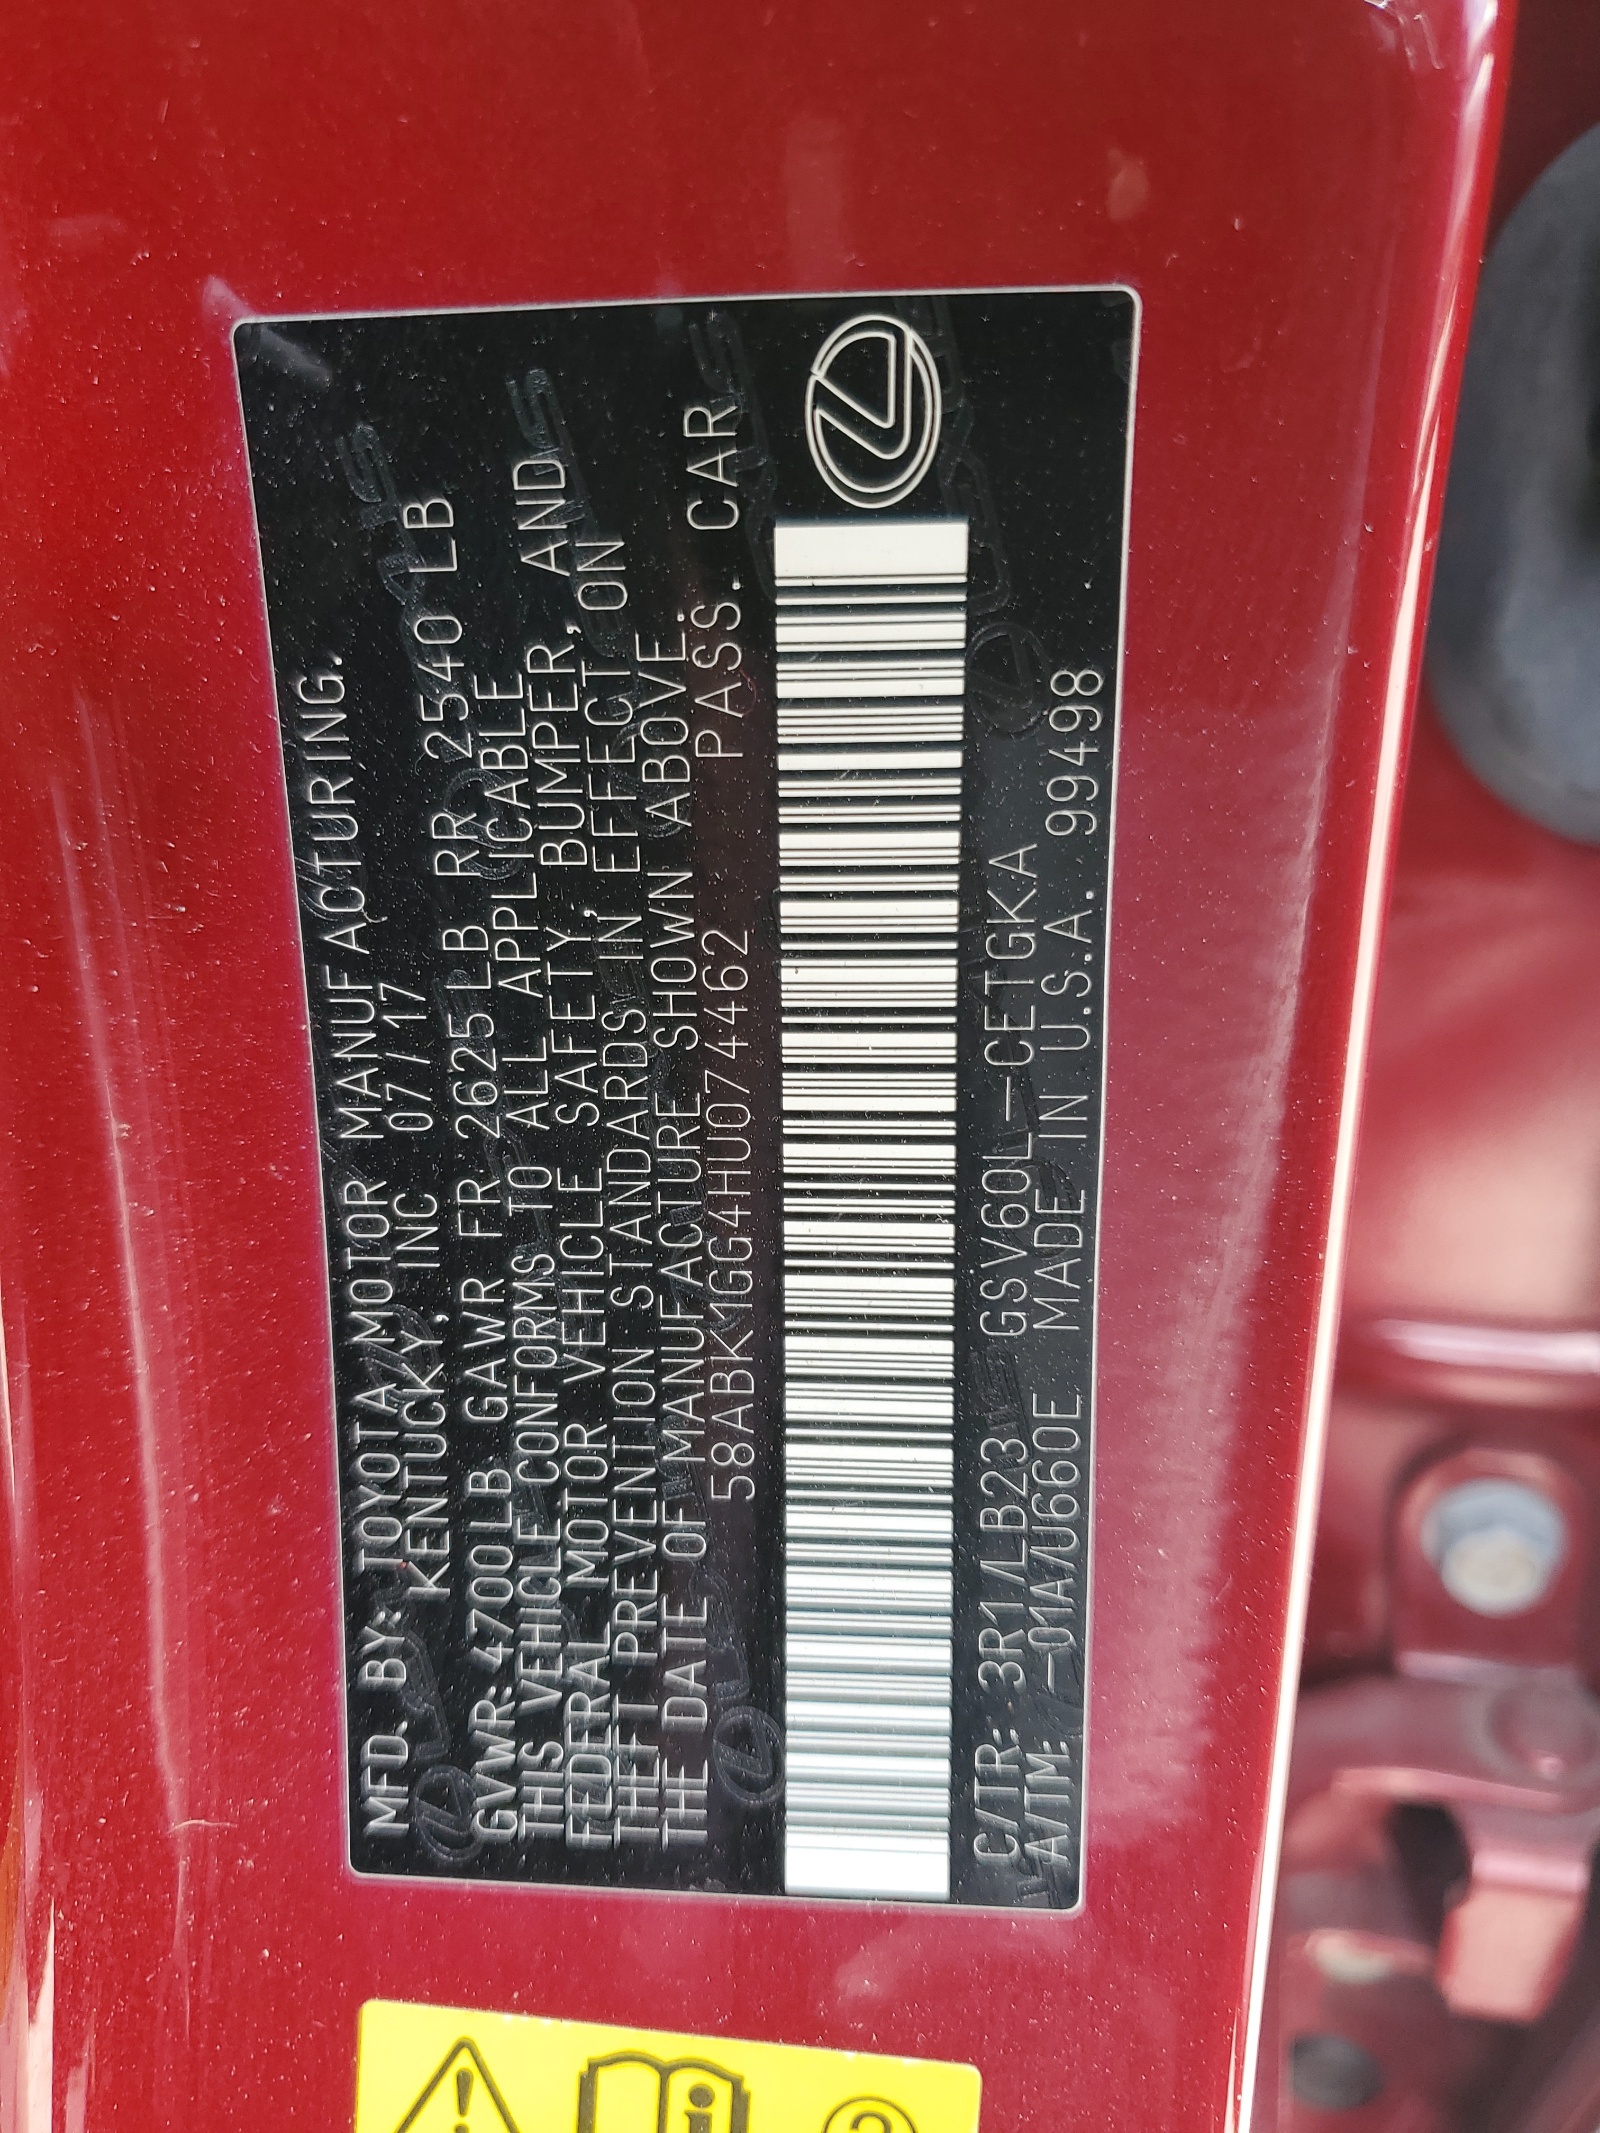 MFD. BY: TOYOTA MOTOR MANUFACTURING.
KENTUCKY, INC 07/17
GVWR: 4700LB GAWR FR 2625 LB RR 2540 LB
THIS VEHICLE CONFORMS TO ALL APPLICABLE
FEDERAL MOTOR VEHICLE SAFETY, BUMPER, AND
THEFT PREVENTION STANDARDS IN EFFECT ON
THE DATE OF MANUFACTURE SHOWN ABOVE.
58ABK1GG4HU074462 PASS. CAR
C/TR: 3R1/LB23 GSV60L-CETGKA
A/TM: -01A/U660E MADE IN U.S.A. 99498